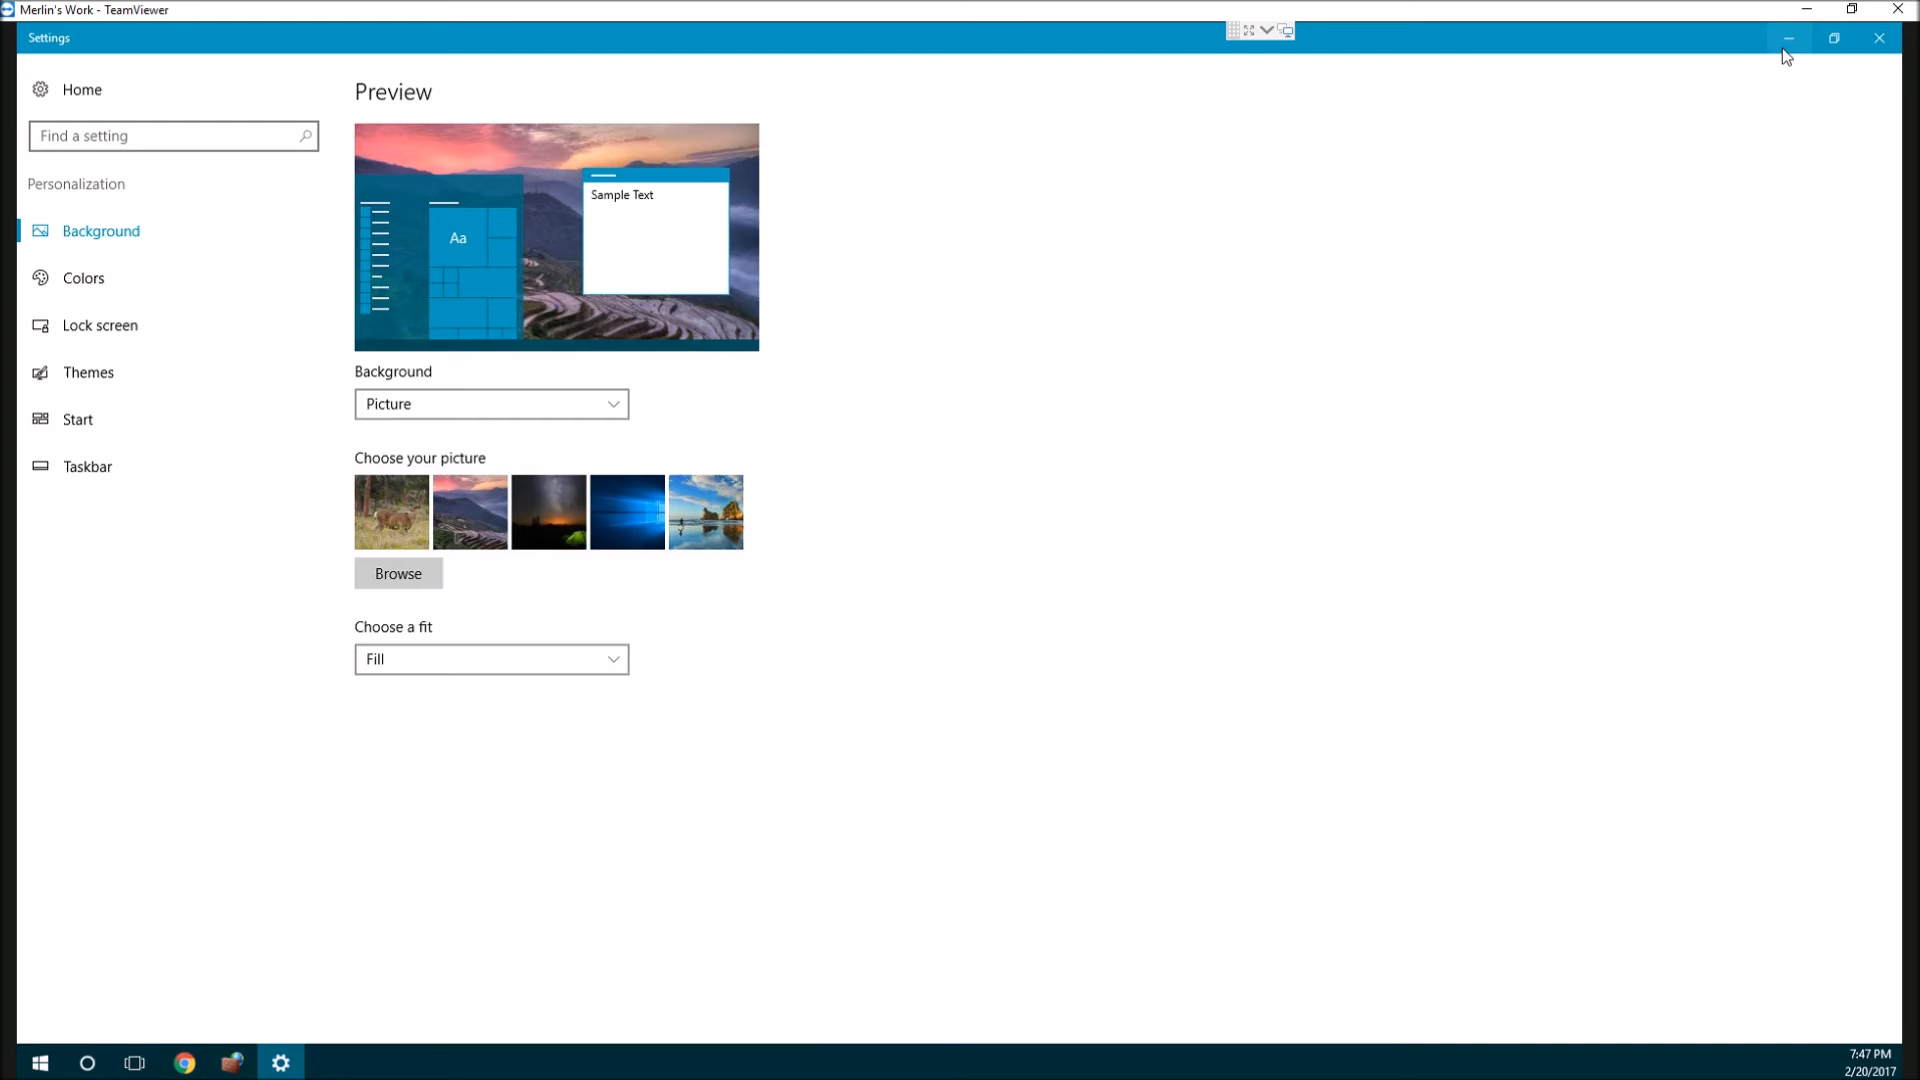 Merlin's Work - TeamViewer
Settings
Home
Find a setting
Personalization
Background
Colors
Lock screen
Themes
Start
Taskbar
Preview
Aa
Sample Text
Background
Picture
Choose your picture
Browse
Choose a fit
Fill
7:47 PM
2/20/2017